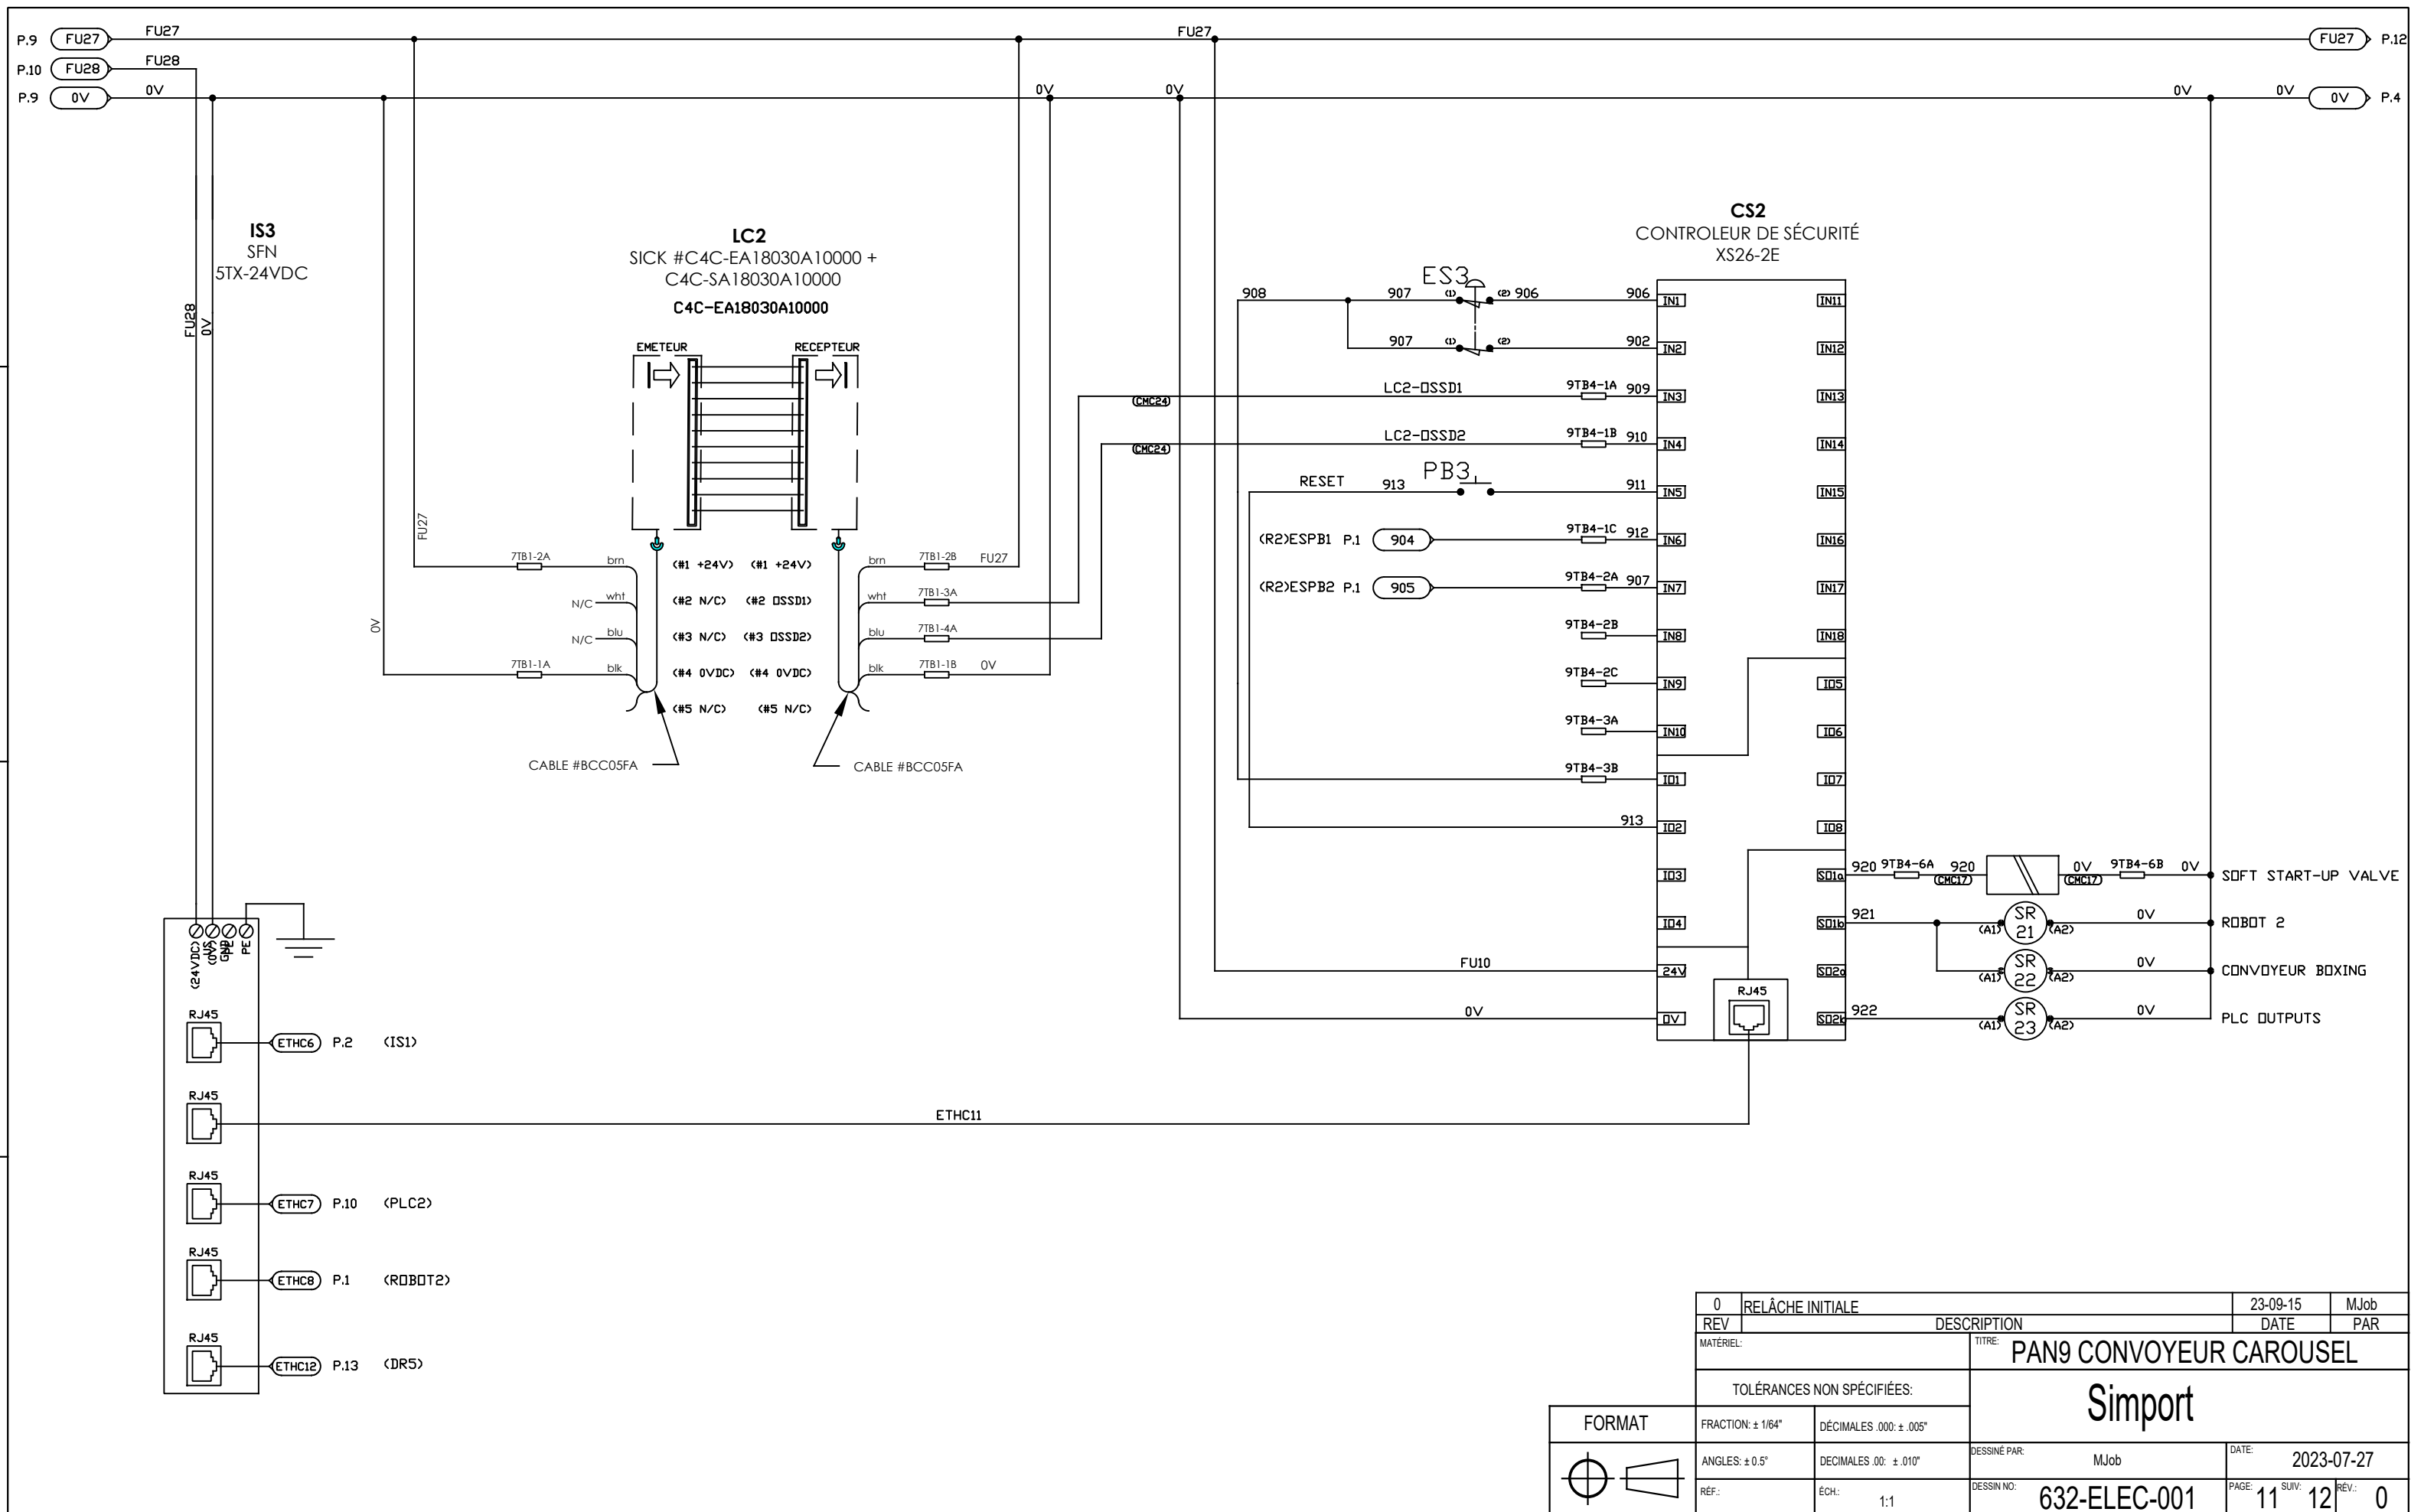 P.9 FU27 FU27 FU27 FU27 P.12
P.10 FU28 FU28
P.9 0V 0V 0V 0V 0V 0V 0V P.4
IS3
SFN
5TX-24VDC
FU28
0V
LC2
SICK #C4C-EA18030A10000 +
C4C-SA18030A10000
C4C-EA18030A10000
EMETEUR RECEPTEUR
FU27
0V
7TB1-2A brn (#1 +24V) (#1 +24V) brn 7TB1-2B FU27
N/C wht (#2 N/C) (#2 OSSD1) wht 7TB1-3A
N/C blu (#3 N/C) (#3 OSSD2) blu 7TB1-4A
7TB1-1A blk (#4 0VDC) (#4 0VDC) blk 7TB1-1B 0V
(#5 N/C) (#5 N/C)
CABLE #BCC05FA CABLE #BCC05FA
CS2
CONTROLEUR DE SÉCURITÉ
XS26-2E
ES3
908 907 (1) (2) 906 906 IN1 IN11
907 (1) (2) 902 IN2 IN12
(CMC24) LC2-OSSD1 9TB4-1A 909 IN3 IN13
(CMC24) LC2-OSSD2 9TB4-1B 910 IN4 IN14
PB3
RESET 913 911 IN5 IN15
(R2)ESPB1 P.1 904 9TB4-1C 912 IN6 IN16
(R2)ESPB2 P.1 905 9TB4-2A 907 IN7 IN17
9TB4-2B IN8 IN18
9TB4-2C IN9 IO5
9TB4-3A IN10 IO6
9TB4-3B IO1 IO7
913 IO2 IO8
IO3 SO1a 920 9TB4-6A 920 (CMC17) 0V (CMC17) 9TB4-6B 0V SOFT START-UP VALVE
IO4 SO1b 921 (A1) SR 21 (A2) 0V ROBOT 2
FU10 24V SO2a (A1) SR 22 (A2) 0V CONVOYEUR BOXING
0V 0V RJ45 SO2b 922 (A1) SR 23 (A2) 0V PLC OUTPUTS
(24VDC)
US
(0V)
GND
PE
PE
RJ45
ETHC6 P.2 (IS1)
RJ45
ETHC11
RJ45
ETHC7 P.10 (PLC2)
RJ45
ETHC8 P.1 (ROBOT2)
RJ45
ETHC12 P.13 (DR5)
0 RELÂCHE INITIALE 23-09-15 MJob
REV DESCRIPTION DATE PAR
MATÉRIEL: TITRE: PAN9 CONVOYEUR CAROUSEL
TOLÉRANCES NON SPÉCIFIÉES: Simport
FORMAT FRACTION: ± 1/64" DÉCIMALES .000: ± .005"
ANGLES: ± 0.5° DECIMALES .00: ± .010" DESSINÉ PAR: MJob DATE: 2023-07-27
RÉF.: ÉCH.: 1:1 DESSIN NO: 632-ELEC-001 PAGE: 11 SUIV: 12 RÉV.: 0